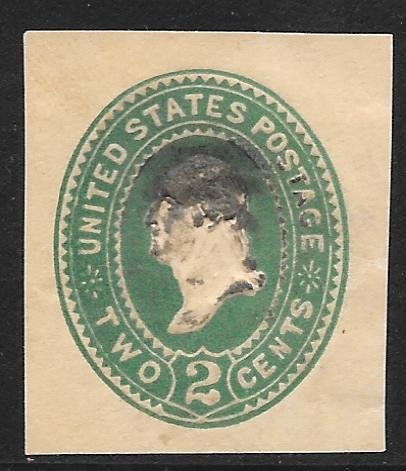 UNITED STATES POSTAGE
TWO 2 CENTS